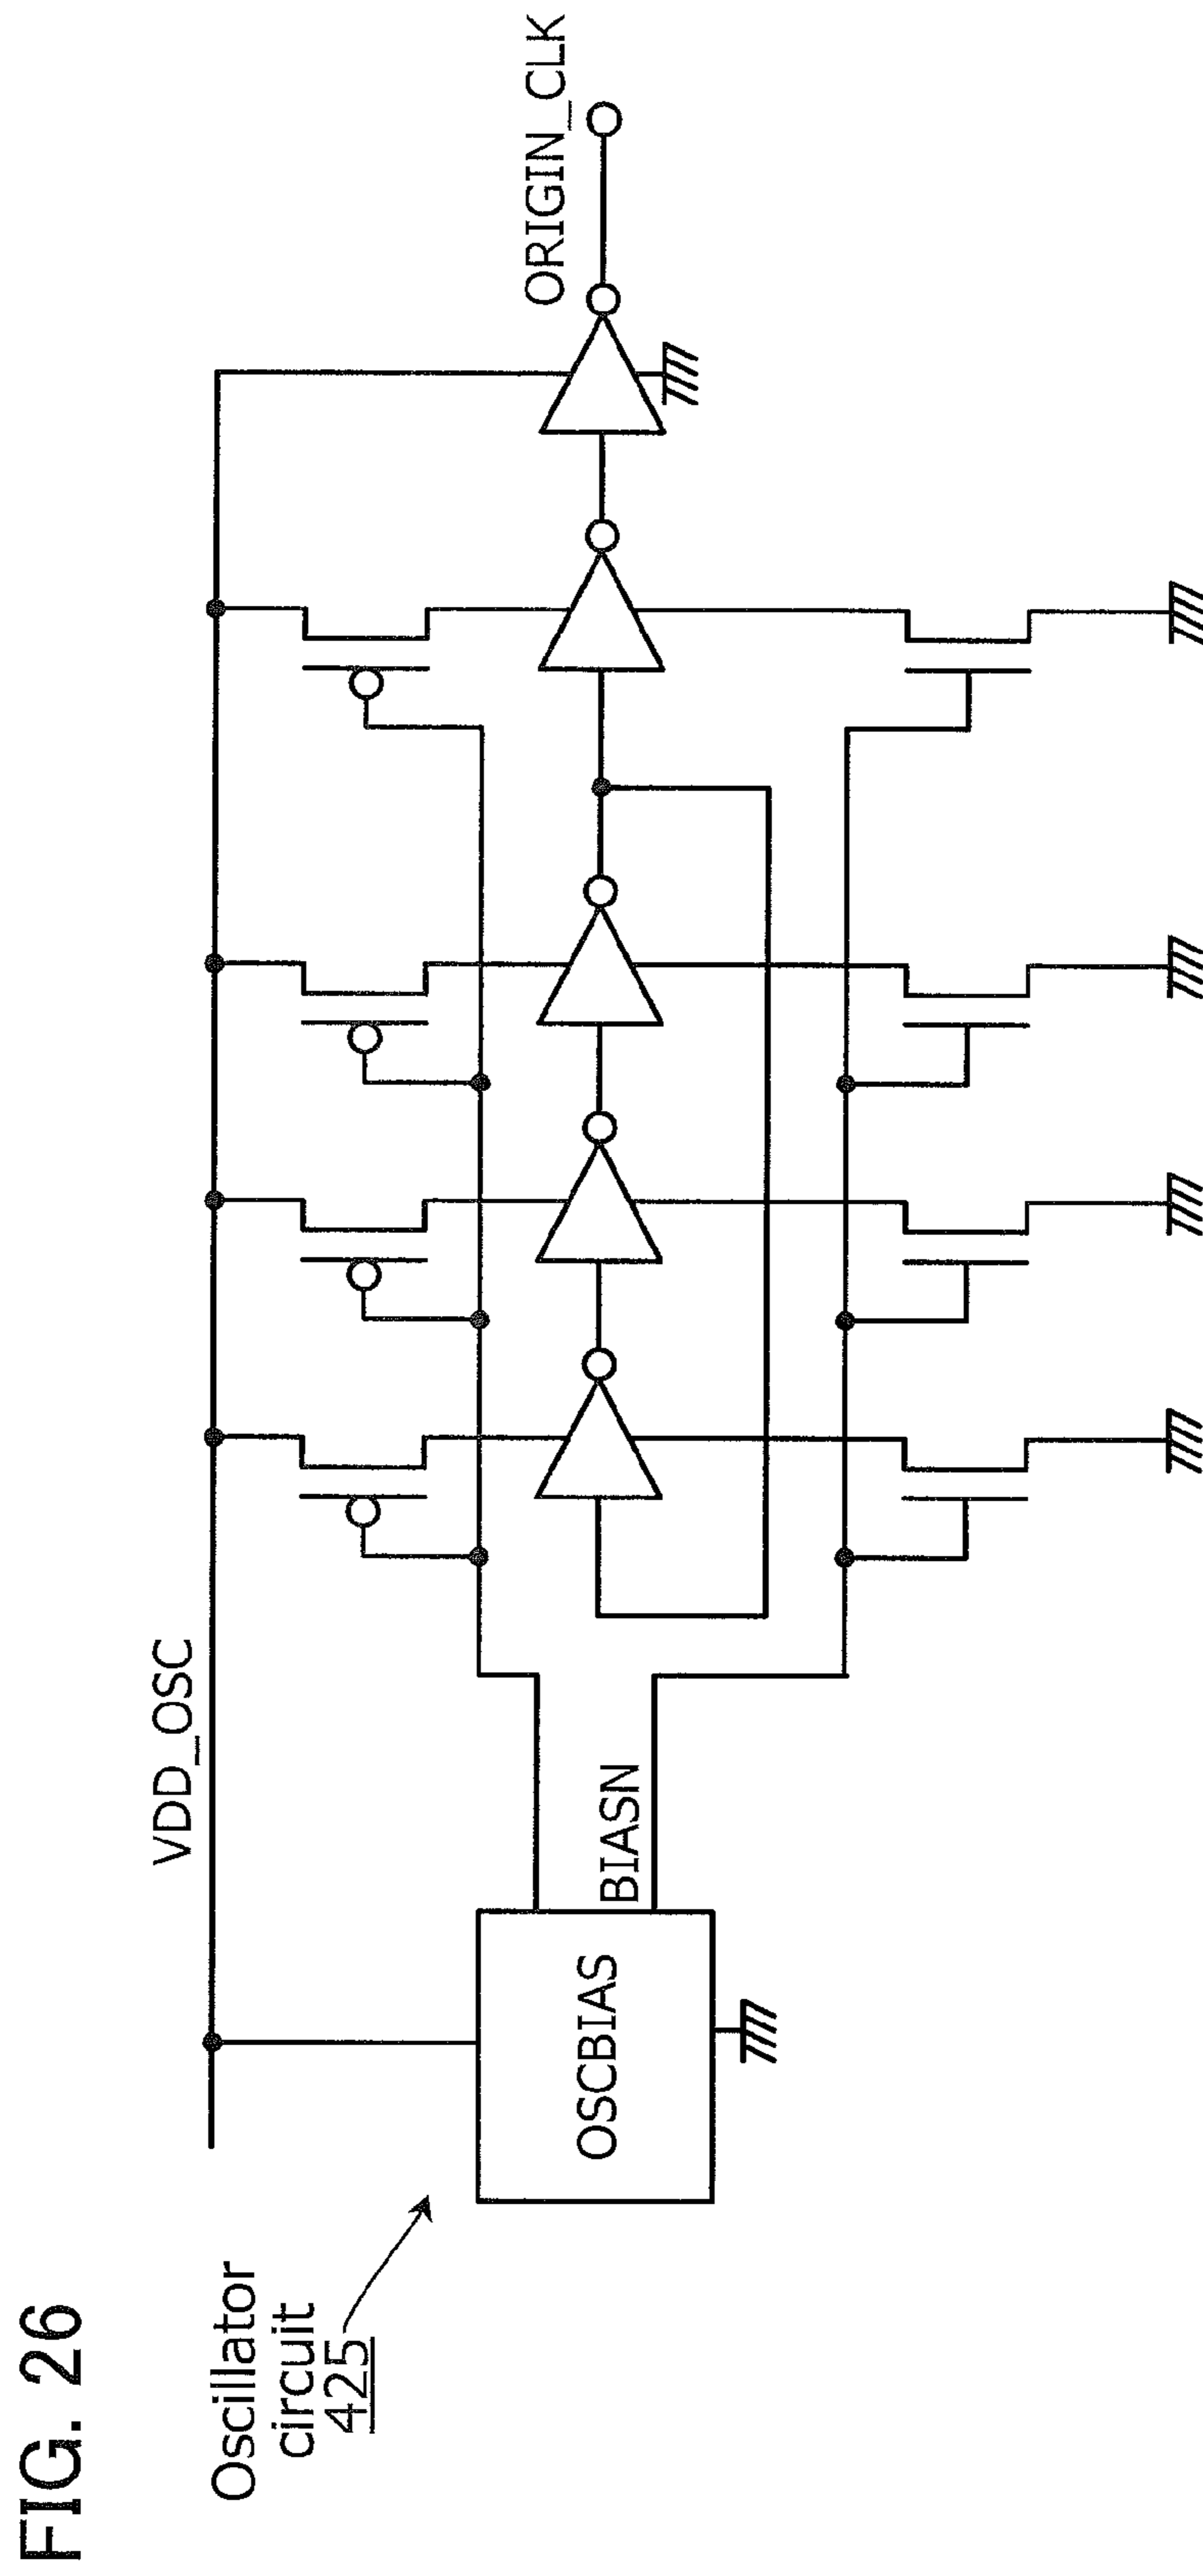 FIG. 26
Oscillator
circuit
425
VDD_OSC
OSCBIAS
BIASN
ORIGIN_CLK